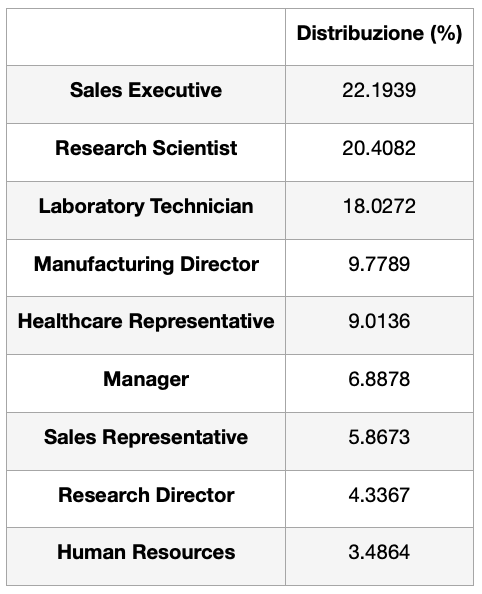 Distribuzione (%)
Sales Executive 22.1939
Research Scientist 20.4082
Laboratory Technician 18.0272
Manufacturing Director 9.7789
Healthcare Representative 9.0136
Manager 6.8878
Sales Representative 5.8673
Research Director 4.3367
Human Resources 3.4864